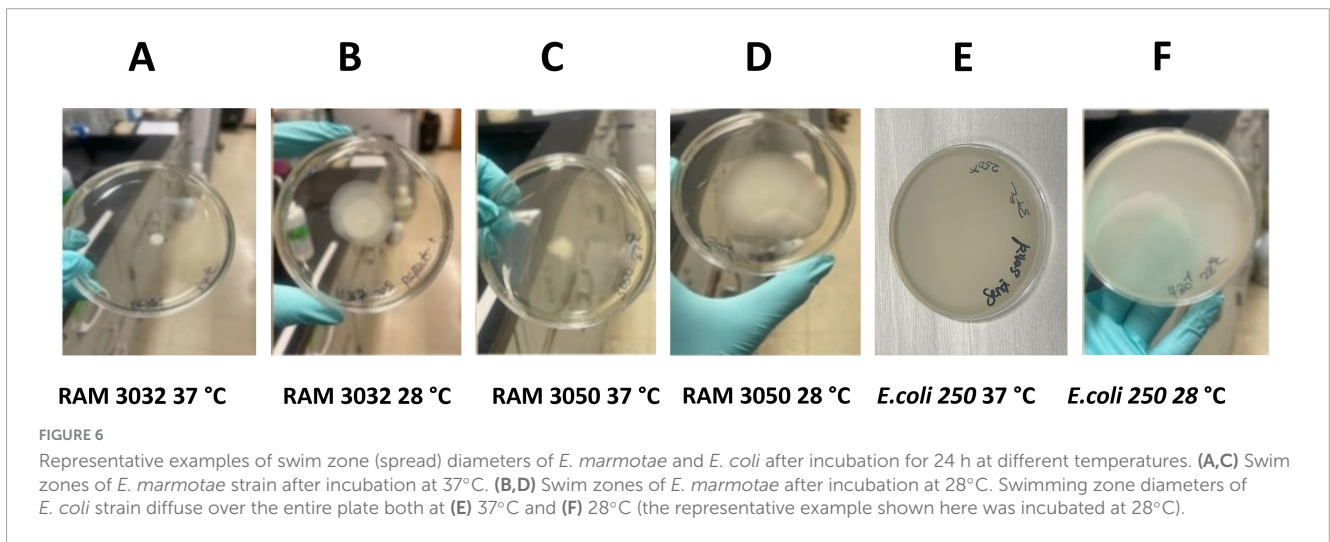 A B C D E F
37°C
28°C
RAM 3032 37 °C RAM 3032 28 °C RAM 3050 37 °C RAM 3050 28 °C E.coli 250 37 °C E.coli 250 28 °C
FIGURE 6
Representative examples of swim zone (spread) diameters of E. marmotae and E. coli after incubation for 24 h at different temperatures. (A,C) Swim
zones of E. marmotae strain after incubation at 37°C. (B,D) Swim zones of E. marmotae after incubation at 28°C. Swimming zone diameters of
E. coli strain diffuse over the entire plate both at (E) 37°C and (F) 28°C (the representative example shown here was incubated at 28°C).